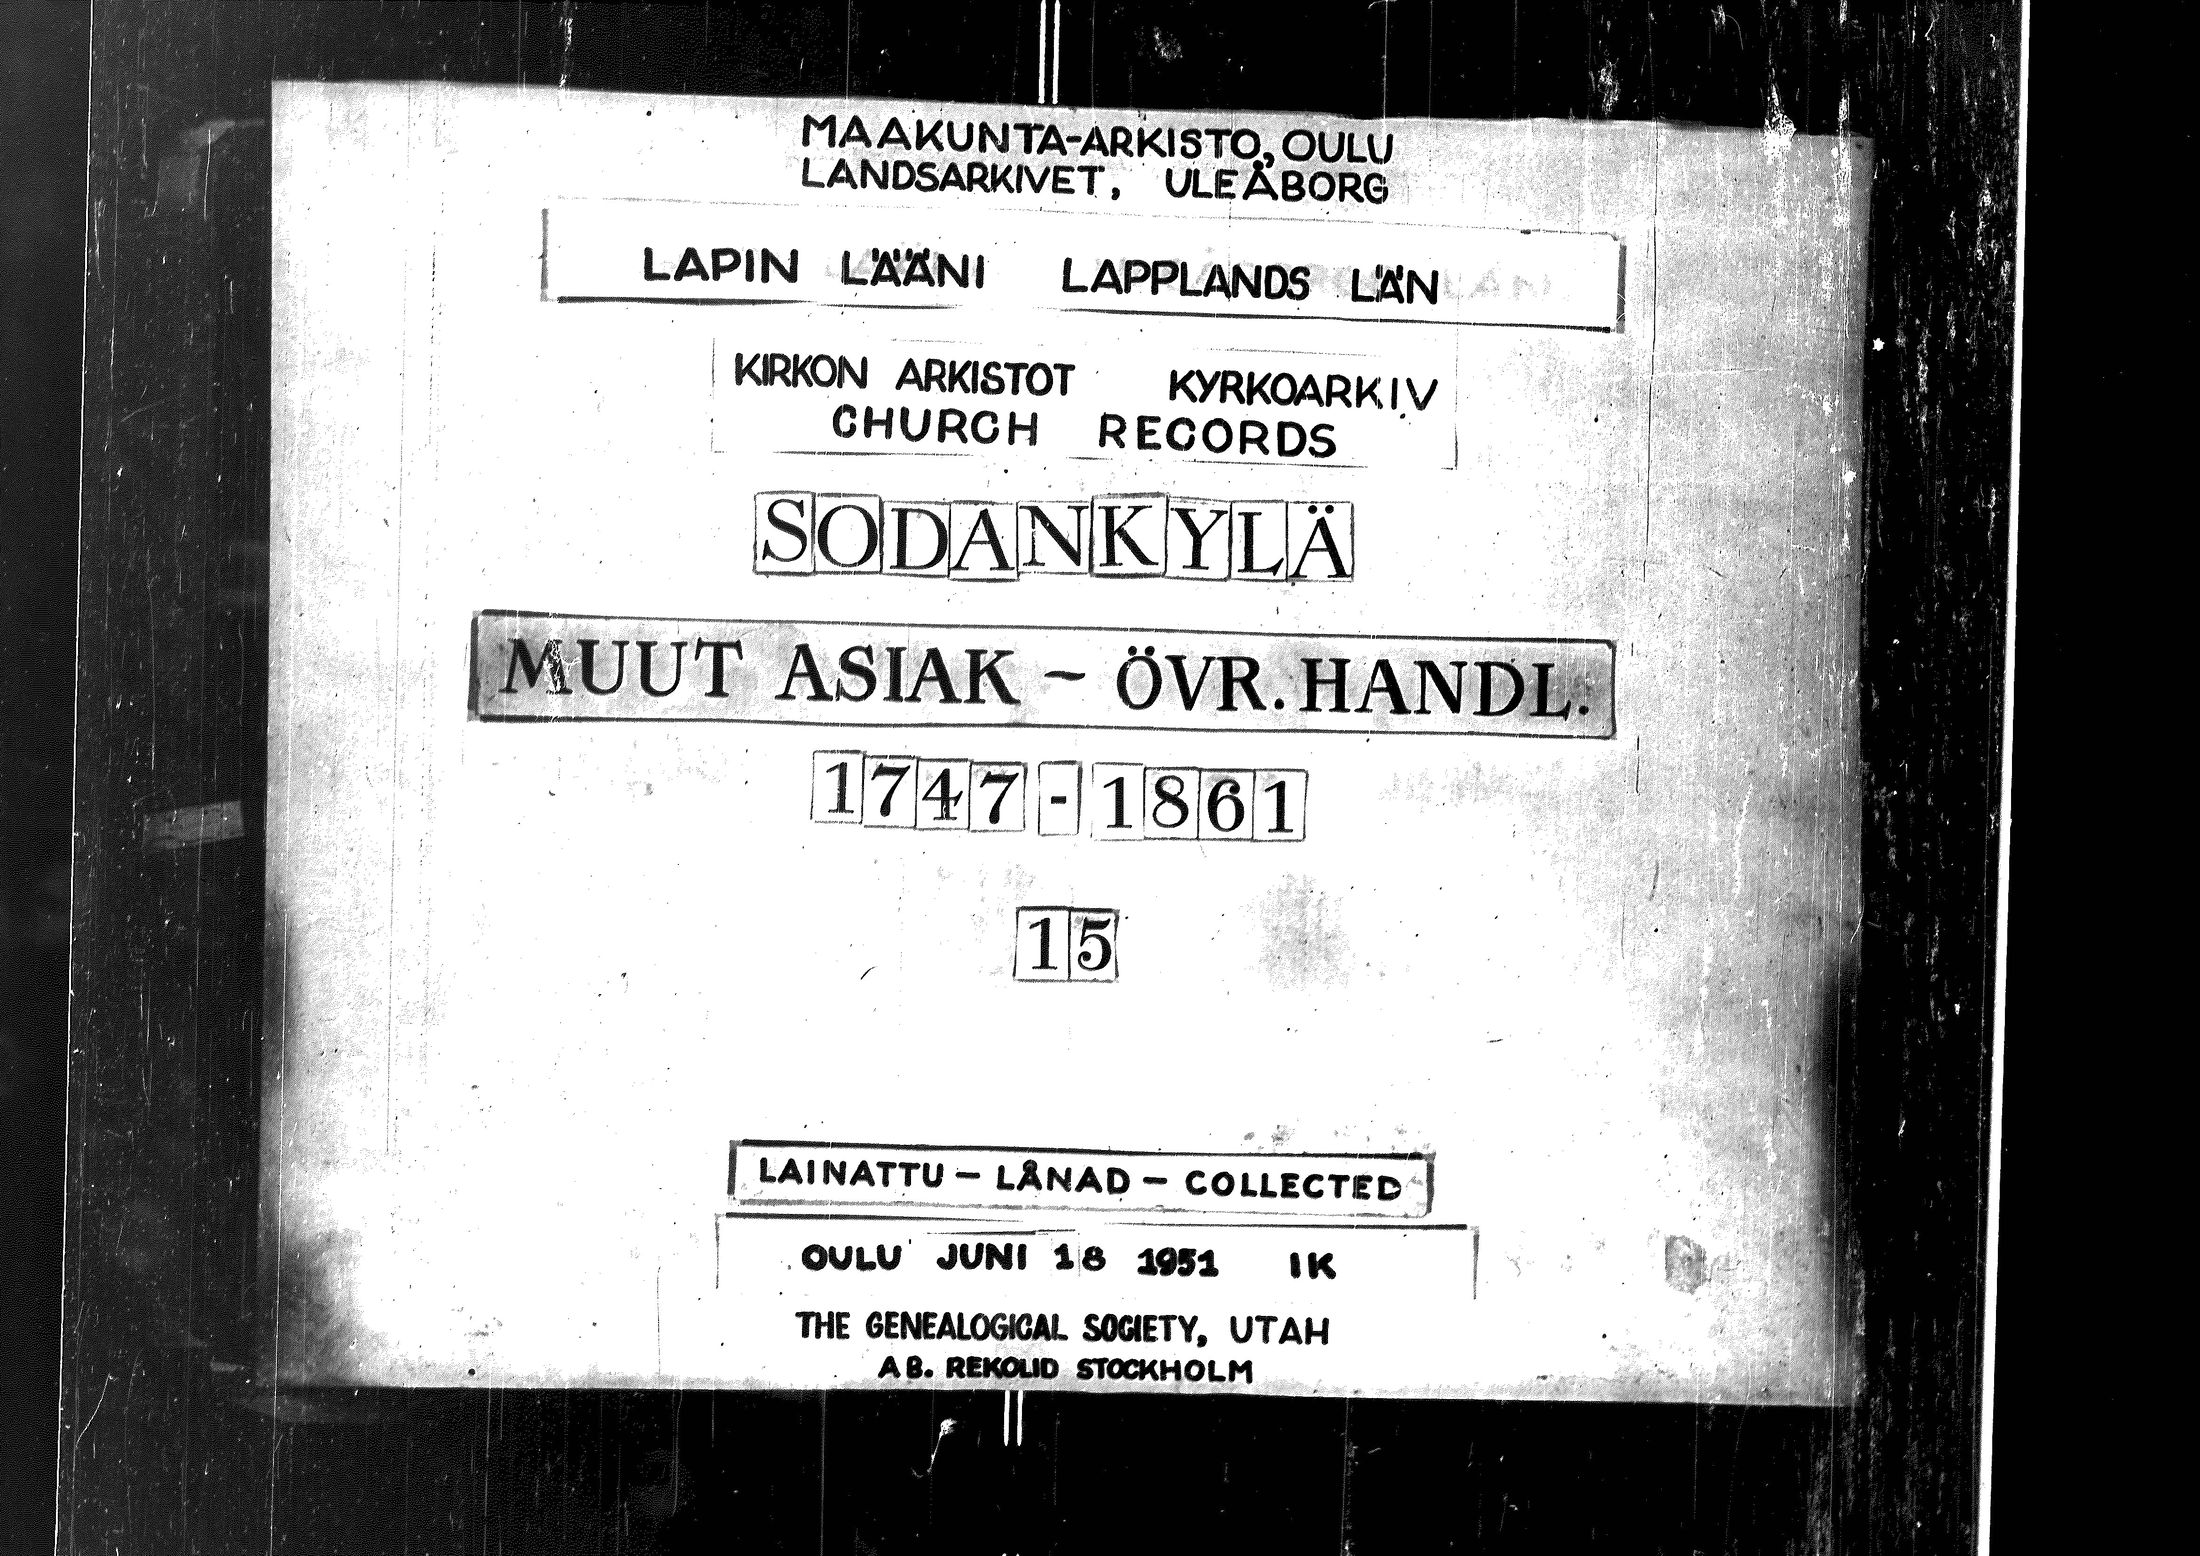 MAAKUNTA-ARKISTO, OULU
LANDSARKIVET, ULEÅBORG
LAPIN LÄÄNI LAPPLANDS LÄN
KIRKON ARKISTOT KYRKOARKIV
CHURCH RECORDS
SODANKYLÄ
MUUT ASIAK - ÖVR. HANDL.
1747-1861
15
LAINATTU - LÅNAD - COLLECTED
OULU JUNI 18 1951 IK
THE GENEALOGICAL SOCIETY, UTAH
AB. REKOLID STOCKHOLM